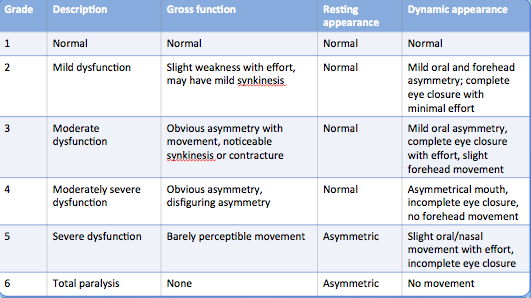 Grade Description Gross function Resting appearance Dynamic appearance
1 Normal Normal Normal Normal
2 Mild dysfunction Slight weakness with effort, may have mild synkinesis Normal Mild oral and forehead asymmetry; complete eye closure with minimal effort
3 Moderate dysfunction Obvious asymmetry with movement, noticeable synkinesis or contracture Normal Mild oral asymmetry, complete eye closure with effort, slight forehead movement
4 Moderately severe dysfunction Obvious asymmetry, disfiguring asymmetry Normal Asymmetrical mouth, incomplete eye closure, no forehead movement
5 Severe dysfunction Barely perceptible movement Asymmetric Slight oral/nasal movement with effort, incomplete eye closure
6 Total paralysis None Asymmetric No movement